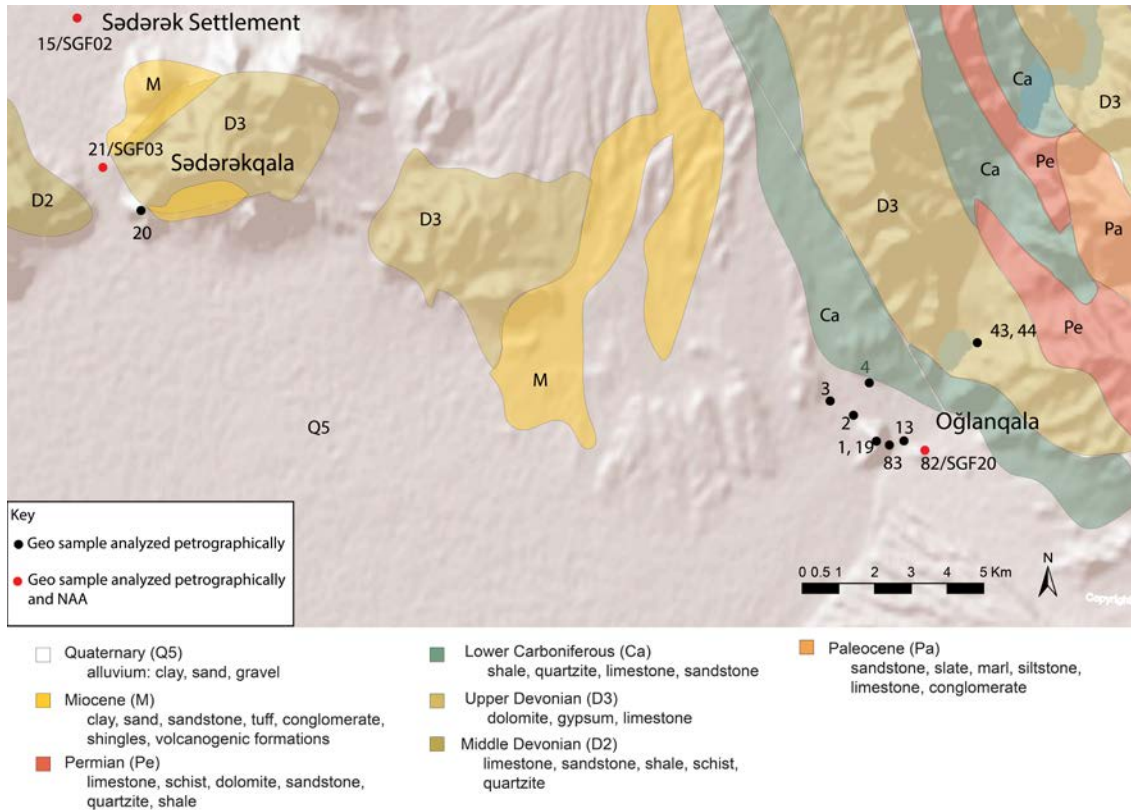 Sədərək Settlement
15/SGF02
M
D3
21/SGF03
Sədərəkqala
D2
20
D3
M
Q5
Ca
D3
Ca
Pe
Ca
D3
Pa
Pe
43, 44
4
3
2
1, 19
83
13
Oğlanqala
82/SGF20
Key
Geo sample analyzed petrographically
Geo sample analyzed petrographically
and NAA
0 0.5 1 2 3 4 5 Km
N
Copyright
Quaternary (Q5)
alluvium: clay, sand, gravel
Miocene (M)
clay, sand, sandstone, tuff, conglomerate,
shingles, volcanogenic formations
Permian (Pe)
limestone, schist, dolomite, sandstone,
quartzite, shale
Lower Carboniferous (Ca)
shale, quartzite, limestone, sandstone
Upper Devonian (D3)
dolomite, gypsum, limestone
Middle Devonian (D2)
limestone, sandstone, shale, schist,
quartzite
Paleocene (Pa)
sandstone, slate, marl, siltstone,
limestone, conglomerate